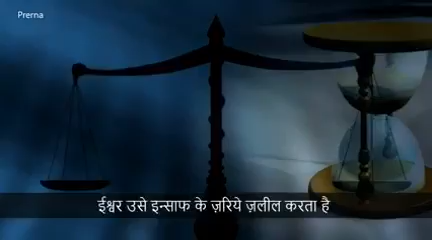 Prerna
ईश्वर उसे इन्साफ के ज़रिये ज़लील करता है